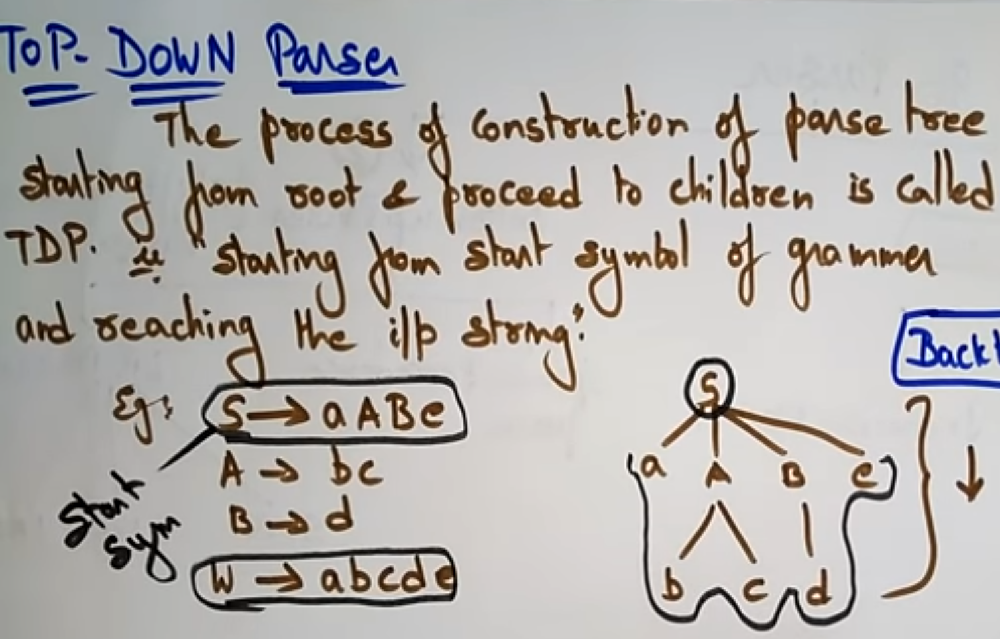 TOP-DOWN Parser
The process of construction of parse tree
starting from root & proceed to children is called
TDP. "starting from start symbol of grammer
and reaching the i/p string".
Eg: S → aABe
A → bc
B → d
W → abcde
Start
Sym
S
a A B e
b c d
Back
↓